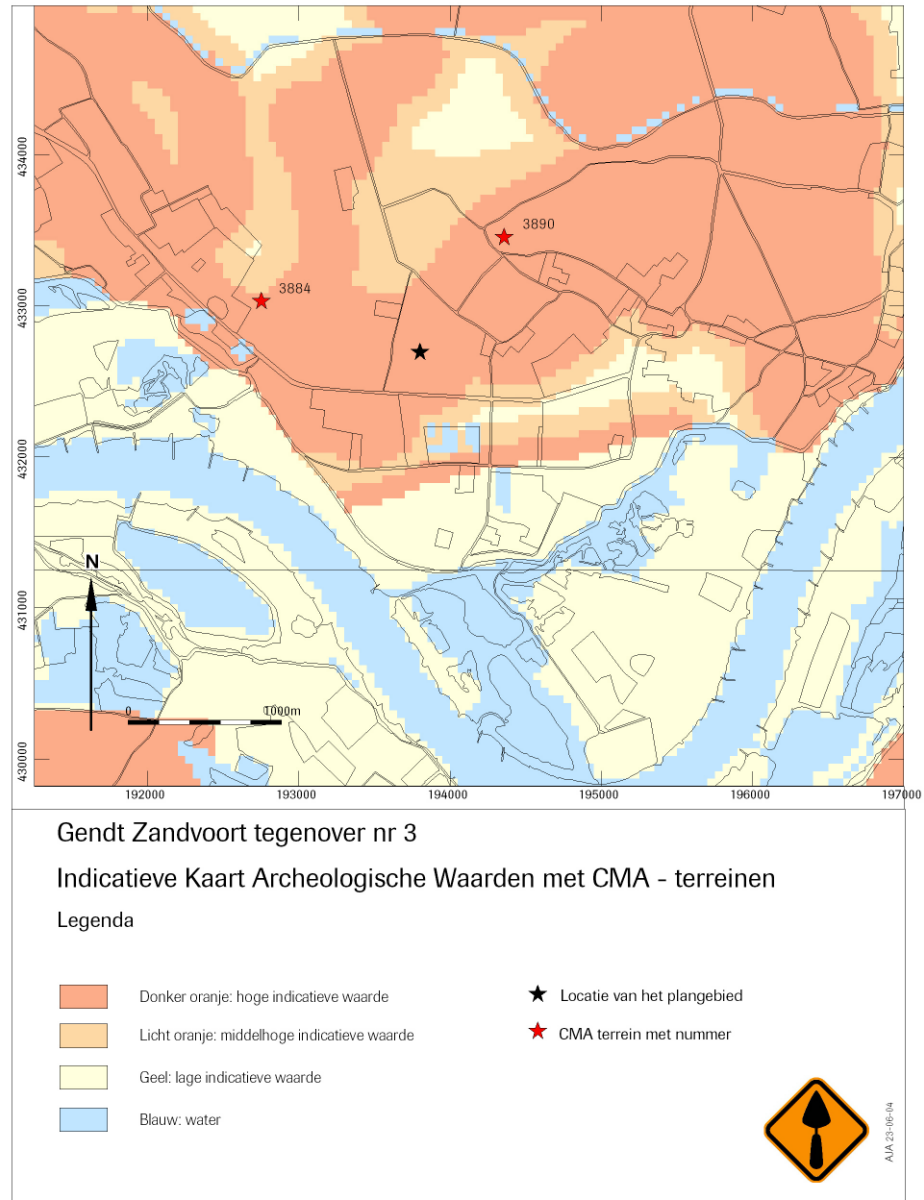 434000
433000
432000
431000
430000
3890
3884
N
0 1000m
192000 193000 194000 195000 196000 197000
Gendt Zandvoort tegenover nr 3
Indicatieve Kaart Archeologische Waarden met CMA - terreinen
Legenda
Donker oranje: hoge indicatieve waarde
Licht oranje: middelhoge indicatieve waarde
Geel: lage indicatieve waarde
Blauw: water
Locatie van het plangebied
CMA terrein met nummer
AJA 23-06-04